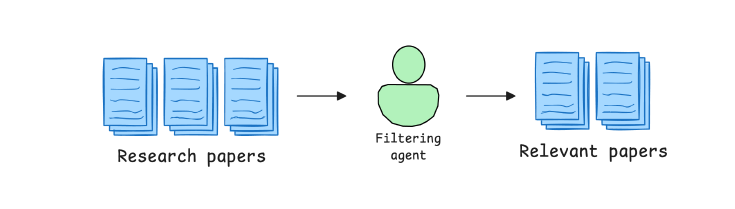 Research papers
Filtering
agent
Relevant papers